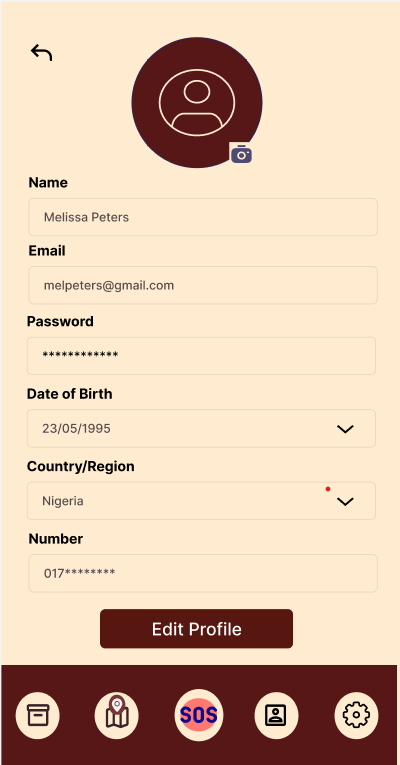 Name
Melissa Peters
Email
melpeters@gmail.com
Password
************
Date of Birth
23/05/1995
Country/Region
Nigeria
Number
017********
Edit Profile
SOS